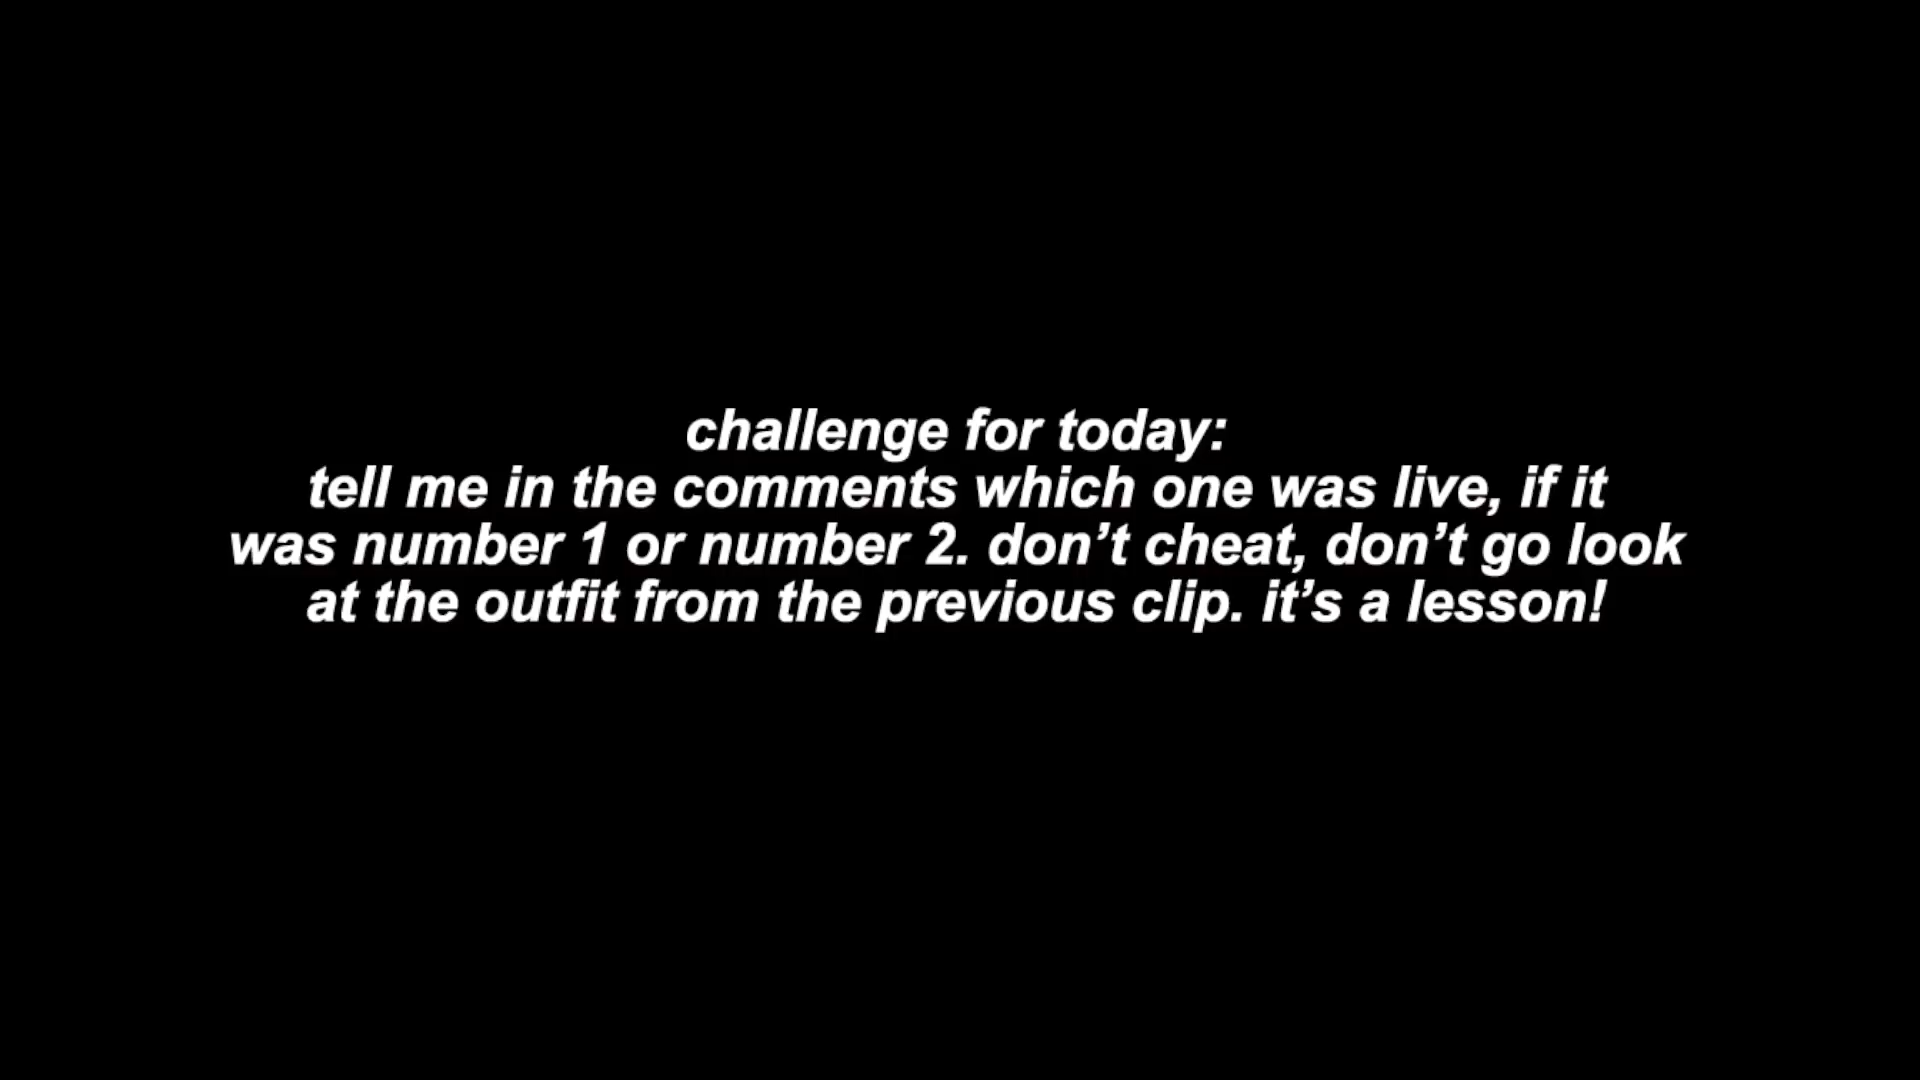 challenge for today:
tell me in the comments which one was live, if it
was number 1 or number 2. don’t cheat, don’t go look
at the outfit from the previous clip. it’s a lesson!